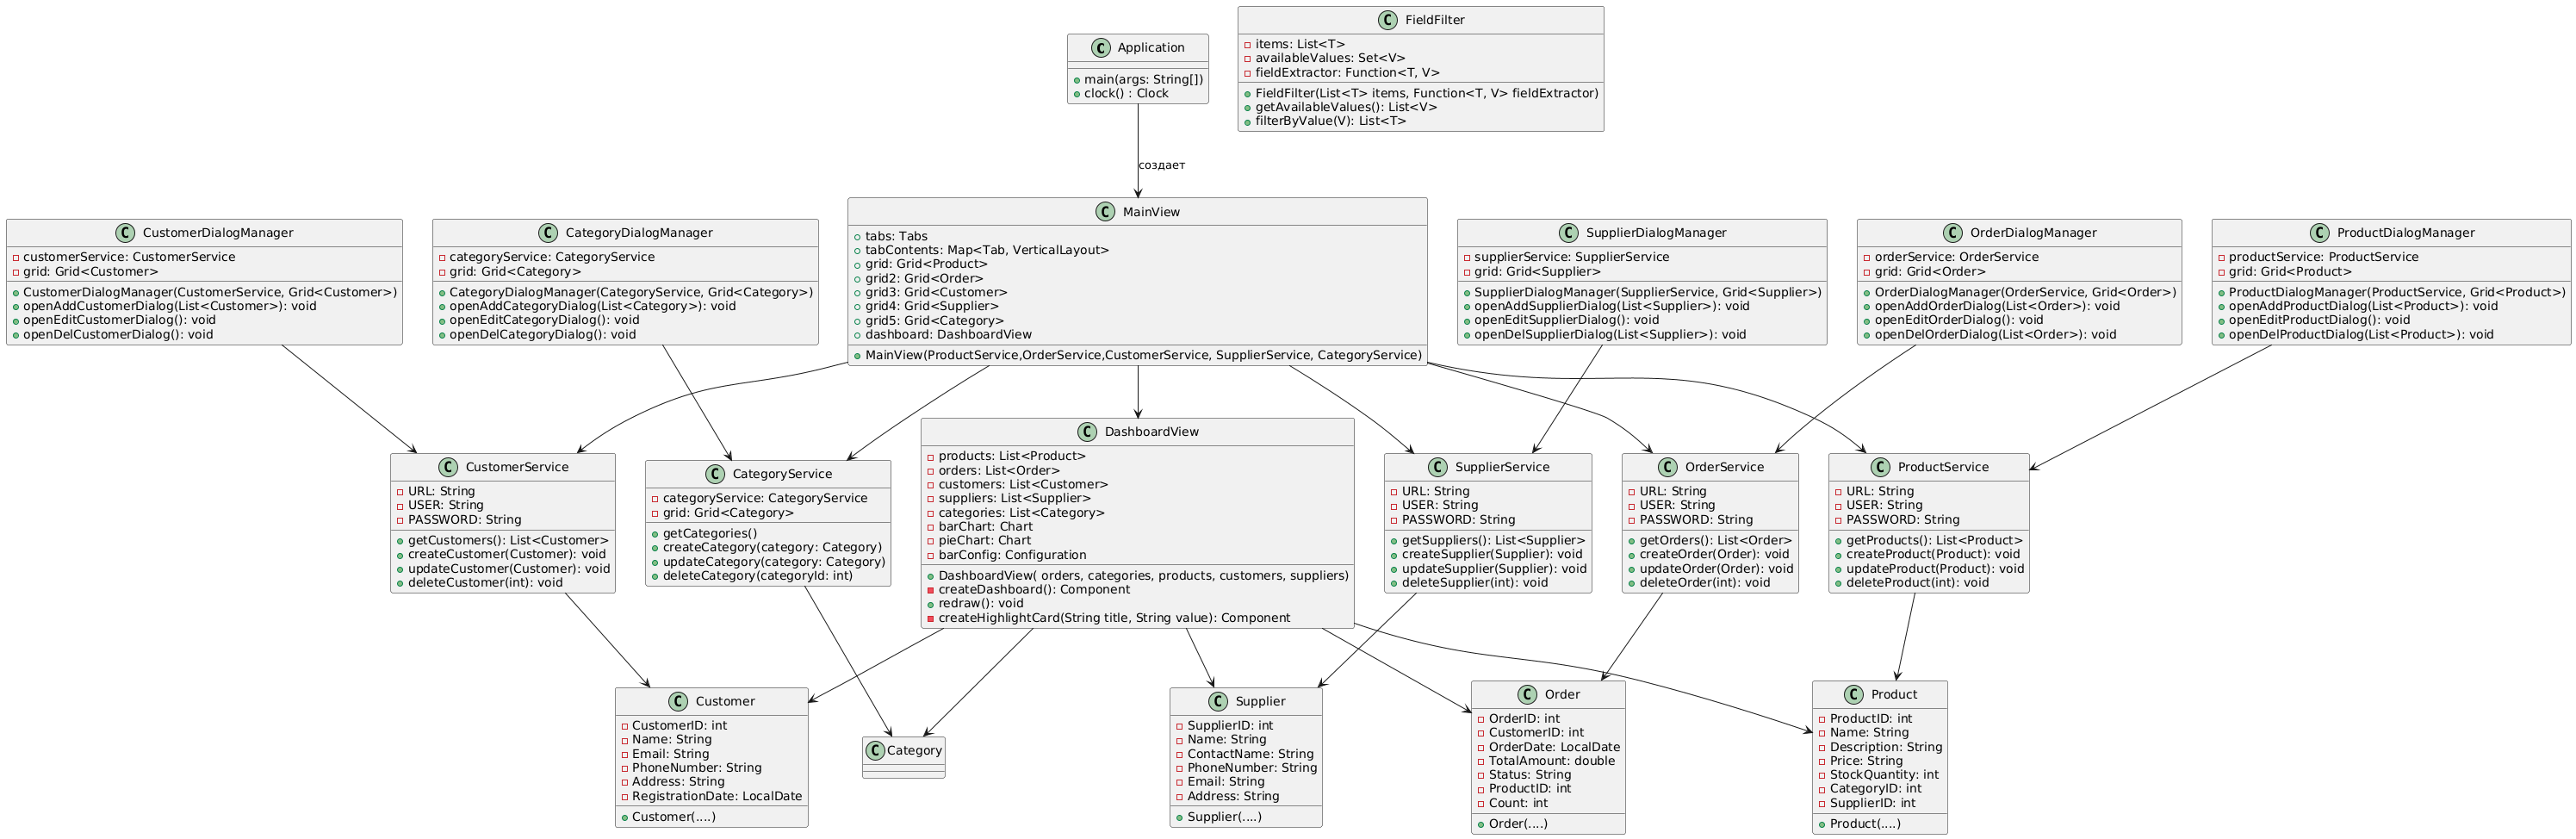 Application
main(args: String[])
clock() : Clock
FieldFilter
items: List<T>
availableValues: Set<V>
fieldExtractor: Function<T, V>
FieldFilter(List<T> items, Function<T, V> fieldExtractor)
getAvailableValues(): List<V>
filterByValue(V): List<T>
создает
CustomerDialogManager
customerService: CustomerService
grid: Grid<Customer>
CustomerDialogManager(CustomerService, Grid<Customer>)
openAddCustomerDialog(List<Customer>): void
openEditCustomerDialog(): void
openDelCustomerDialog(): void
CategoryDialogManager
categoryService: CategoryService
grid: Grid<Category>
CategoryDialogManager(CategoryService, Grid<Category>)
openAddCategoryDialog(List<Category>): void
openEditCategoryDialog(): void
openDelCategoryDialog(): void
MainView
tabs: Tabs
tabContents: Map<Tab, VerticalLayout>
grid: Grid<Product>
grid2: Grid<Order>
grid3: Grid<Customer>
grid4: Grid<Supplier>
grid5: Grid<Category>
dashboard: DashboardView
MainView(ProductService,OrderService,CustomerService, SupplierService, CategoryService)
SupplierDialogManager
supplierService: SupplierService
grid: Grid<Supplier>
SupplierDialogManager(SupplierService, Grid<Supplier>)
openAddSupplierDialog(List<Supplier>): void
openEditSupplierDialog(): void
openDelSupplierDialog(List<Supplier>): void
OrderDialogManager
orderService: OrderService
grid: Grid<Order>
OrderDialogManager(OrderService, Grid<Order>)
openAddOrderDialog(List<Order>): void
openEditOrderDialog(): void
openDelOrderDialog(List<Order>): void
ProductDialogManager
productService: ProductService
grid: Grid<Product>
ProductDialogManager(ProductService, Grid<Product>)
openAddProductDialog(List<Product>): void
openEditProductDialog(): void
openDelProductDialog(List<Product>): void
CustomerService
URL: String
USER: String
PASSWORD: String
getCustomers(): List<Customer>
createCustomer(Customer): void
updateCustomer(Customer): void
deleteCustomer(int): void
CategoryService
categoryService: CategoryService
grid: Grid<Category>
getCategories()
createCategory(category: Category)
updateCategory(category: Category)
deleteCategory(categoryId: int)
DashboardView
products: List<Product>
orders: List<Order>
customers: List<Customer>
suppliers: List<Supplier>
categories: List<Category>
barChart: Chart
pieChart: Chart
barConfig: Configuration
DashboardView( orders, categories, products, customers, suppliers)
createDashboard(): Component
redraw(): void
createHighlightCard(String title, String value): Component
SupplierService
URL: String
USER: String
PASSWORD: String
getSuppliers(): List<Supplier>
createSupplier(Supplier): void
updateSupplier(Supplier): void
deleteSupplier(int): void
OrderService
URL: String
USER: String
PASSWORD: String
getOrders(): List<Order>
createOrder(Order): void
updateOrder(Order): void
deleteOrder(int): void
ProductService
URL: String
USER: String
PASSWORD: String
getProducts(): List<Product>
createProduct(Product): void
updateProduct(Product): void
deleteProduct(int): void
Customer
CustomerID: int
Name: String
Email: String
PhoneNumber: String
Address: String
RegistrationDate: LocalDate
Customer(....)
Category
Supplier
SupplierID: int
Name: String
ContactName: String
PhoneNumber: String
Email: String
Address: String
Supplier(....)
Order
OrderID: int
CustomerID: int
OrderDate: LocalDate
TotalAmount: double
Status: String
ProductID: int
Count: int
Order(....)
Product
ProductID: int
Name: String
Description: String
Price: String
StockQuantity: int
CategoryID: int
SupplierID: int
Product(....)